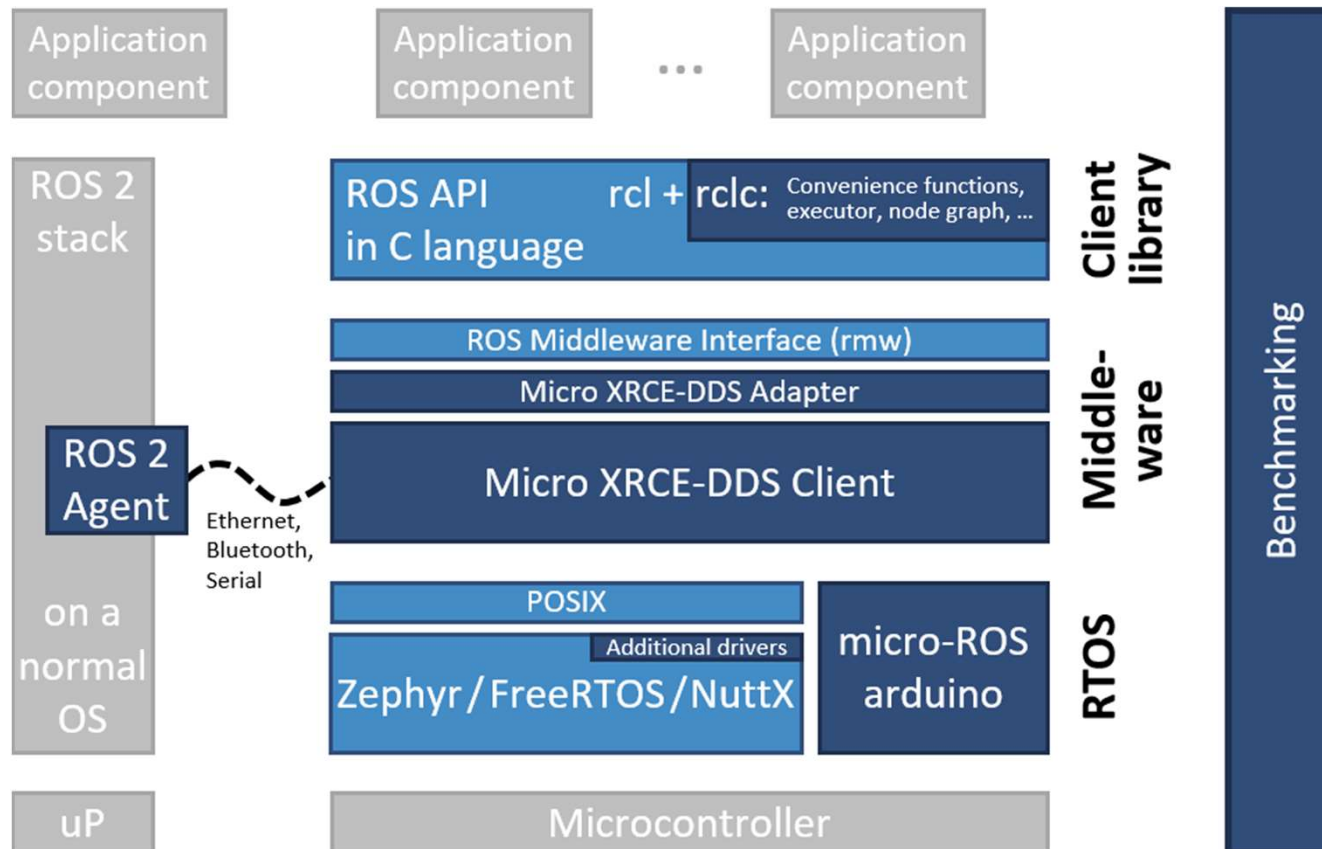 Application
component
Application
component
...
Application
component
ROS 2
stack
ROS 2
Agent
on a
normal
OS
uP
Ethernet,
Bluetooth,
Serial
ROS API
in C language
rcl + rclc:
Convenience functions,
executor, node graph, ...
ROS Middleware Interface (rmw)
Micro XRCE-DDS Adapter
Micro XRCE-DDS Client
POSIX
Additional drivers
Zephyr/FreeRTOS/NuttX
micro-ROS
arduino
Microcontroller
Client
library
Middle-
ware
RTOS
Benchmarking